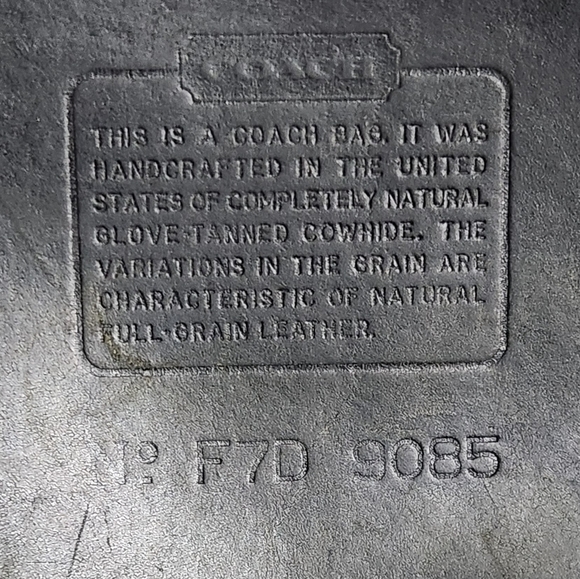 COACH
THIS IS A COACH BAG. IT WAS
HANDCRAFTED IN THE UNITED
STATES OF COMPLETELY NATURAL
GLOVE-TANNED COWHIDE. THE
VARIATIONS IN THE GRAIN ARE
CHARACTERISTIC OF NATURAL
FULL-GRAIN LEATHER.
Nº F7D 9085